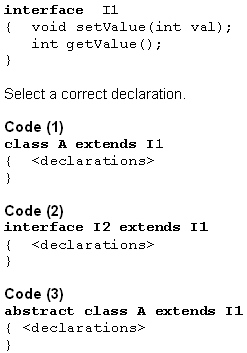 interface I1
{ void setValue(int val);
int getValue();
}
Select a correct declaration.
Code (1)
class A extends I1
{ <declarations>
}
Code (2)
interface I2 extends I1
{ <declarations>
}
Code (3)
abstract class A extends I1
{ <declarations>
}